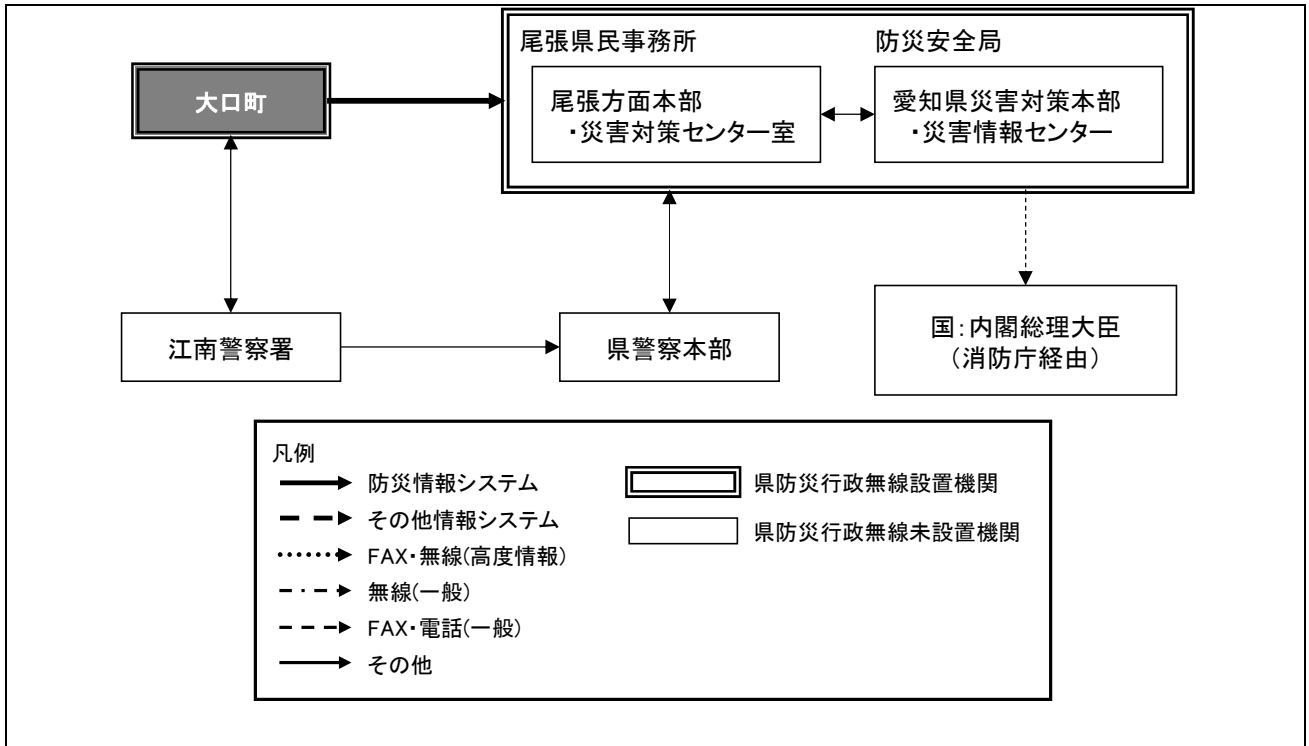 尾張県民事務所
防災安全局
大口町
尾張方面本部
・災害対策センター室
愛知県災害対策本部
・災害情報センター
江南警察署
県警察本部
国:内閣総理大臣
(消防庁経由)
凡例
防災情報システム
その他情報システム
FAX・無線(高度情報)
無線(一般)
FAX・電話(一般)
その他
県防災行政無線設置機関
県防災行政無線未設置機関